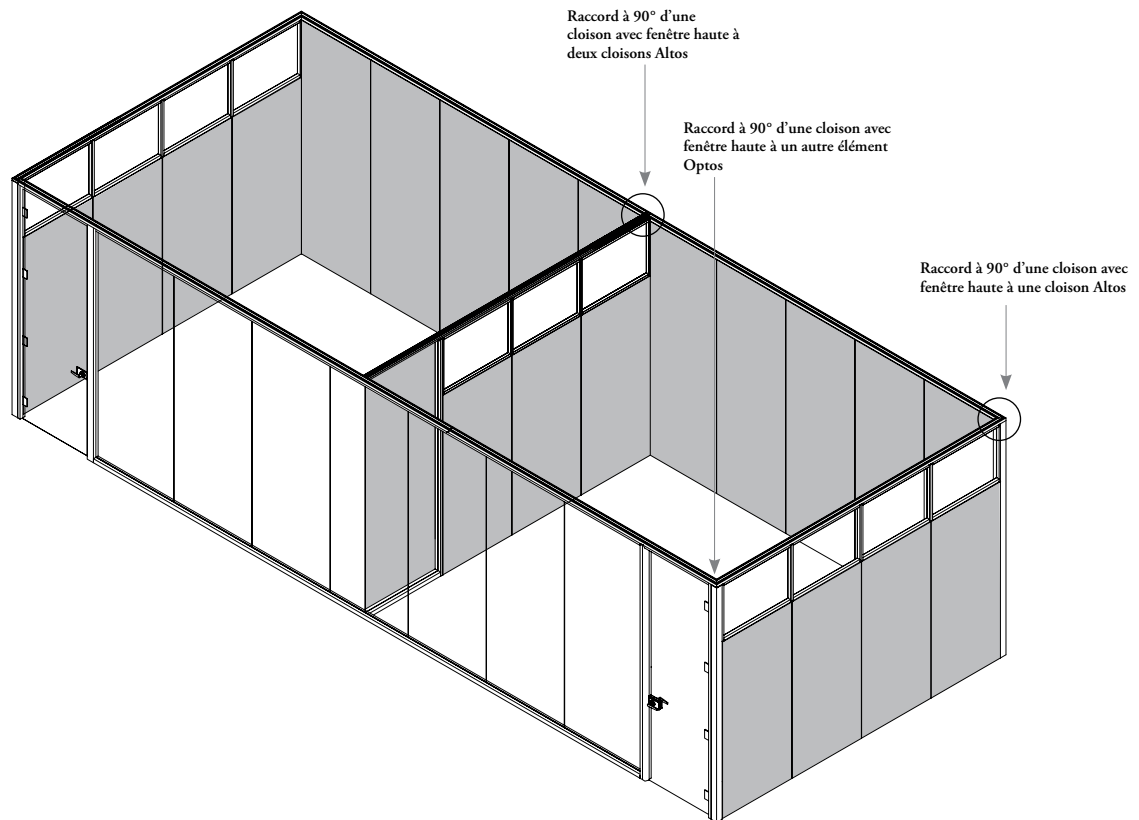 Raccord à 90° d’une
cloison avec fenêtre haute à
deux cloisons Altos
Raccord à 90° d’une cloison avec
fenêtre haute à un autre élément
Optos
Raccord à 90° d’une cloison avec
fenêtre haute à une cloison Altos